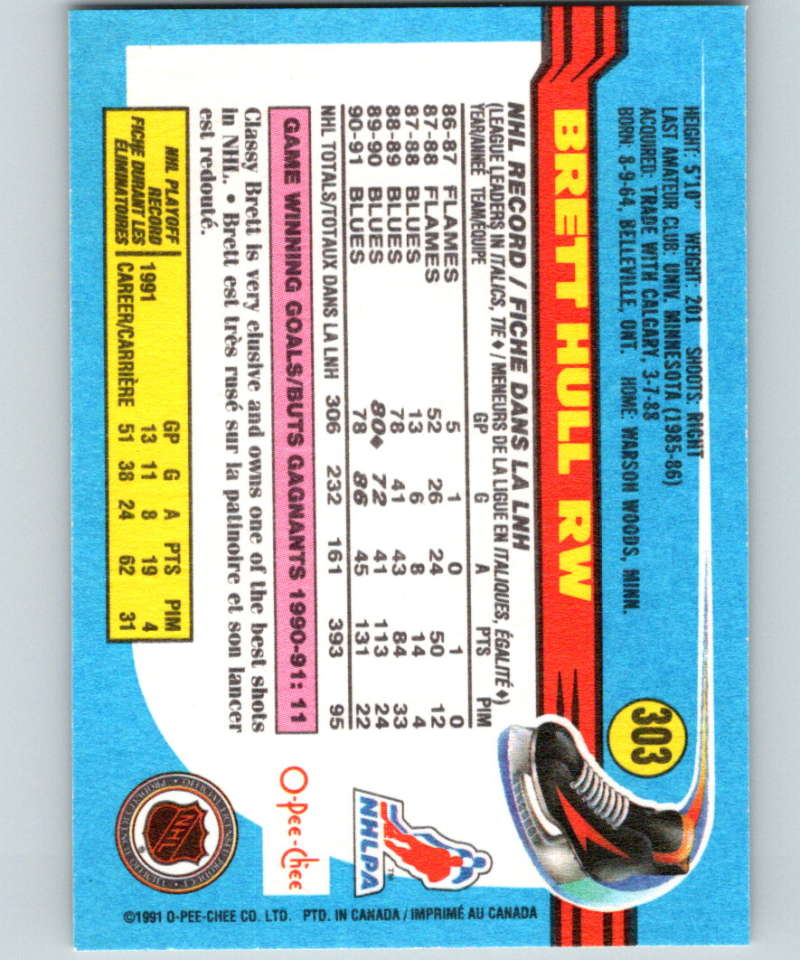 303
HEIGHT: 5'10" WEIGHT: 201 SHOOTS: RIGHT
LAST AMATEUR CLUB: UNIV. MINNESOTA (1985-86)
ACQUIRED: TRADE WITH CALGARY, 3-7-88
BORN: 8-9-64, BELLEVILLE, ONT. HOME: WARSON WOODS, MINN.
BRETT HULL RW
NHL RECORD / FICHE DANS LA LNH
(LEAGUE LEADERS IN ITALICS, TIE ♦ / MENEURS DE LA LIGUE EN ITALIQUES, ÉGALITÉ ♦)
YEAR/ANNÉE TEAM/ÉQUIPE GP G A PTS PIM
86-87 FLAMES 5 1 0 1 0
87-88 FLAMES 52 26 24 50 12
87-88 BLUES 13 6 8 14 4
88-89 BLUES 78 41 43 84 33
89-90 BLUES 80♦ 72 41 113 24
90-91 BLUES 78 86 45 131 22
NHL TOTALS/TOTAUX DANS LA LNH 306 232 161 393 95
GAME WINNING GOALS/BUTS GAGNANTS 1990-91: 11
Classy Brett is very elusive and owns one of the best shots
in NHL. • Brett est très rusé sur la patinoire et son lancer
est redouté.
NHL PLAYOFF
RECORD
FICHE DURANT LES
ÉLIMINATOIRES
GP G A PTS PIM
1991 13 11 8 19 4
CAREER/CARRIÈRE 51 38 24 62 31
NHLPA
TM
O-Pee-Chee
NHL
©1991 O-PEE-CHEE CO. LTD. PTD. IN CANADA / IMPRIMÉ AU CANADA